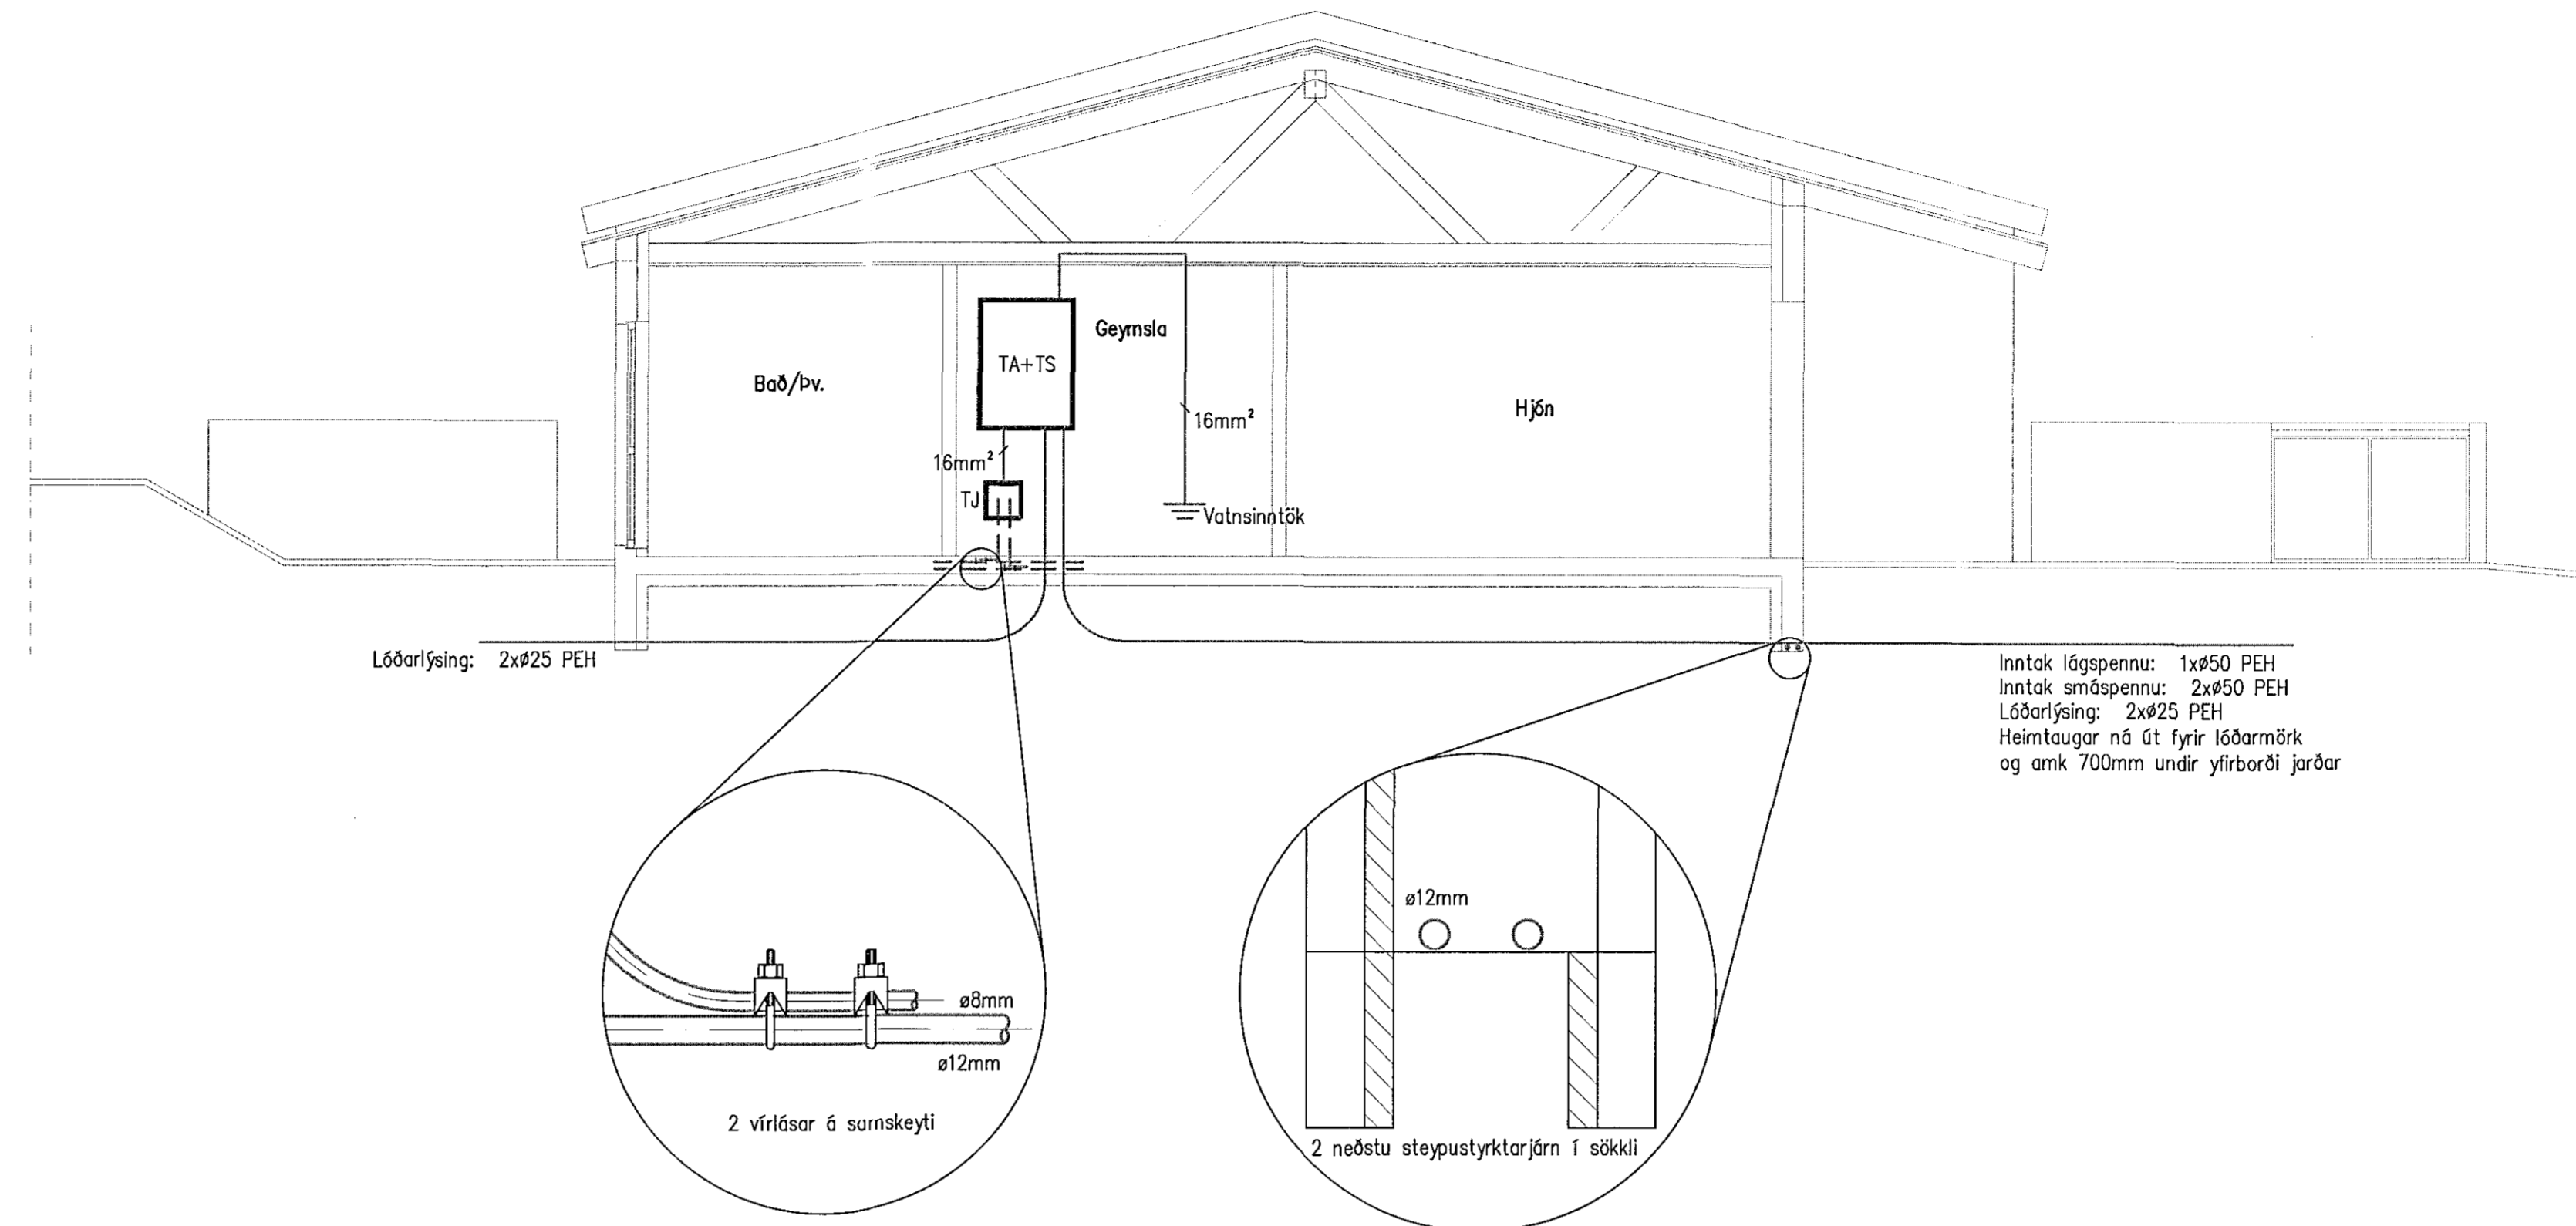 Geymsla
TA+TS
Bað/Þv.
Hjón
16mm²
16mm²
TJ
Vatnsinntök
Lóðarlýsing: 2xø25 PEH
Inntak lágspennu: 1xø50 PEH
Inntak smáspennu: 2xø50 PEH
Lóðarlýsing: 2xø25 PEH
Heimtaugar ná út fyrir lóðarmörk
og amk 700mm undir yfirborði jarðar
ø12mm
ø8mm
ø12mm
2 vírlásar á samskeyti
2 neðstu steypustyrktarjárn í sökkli